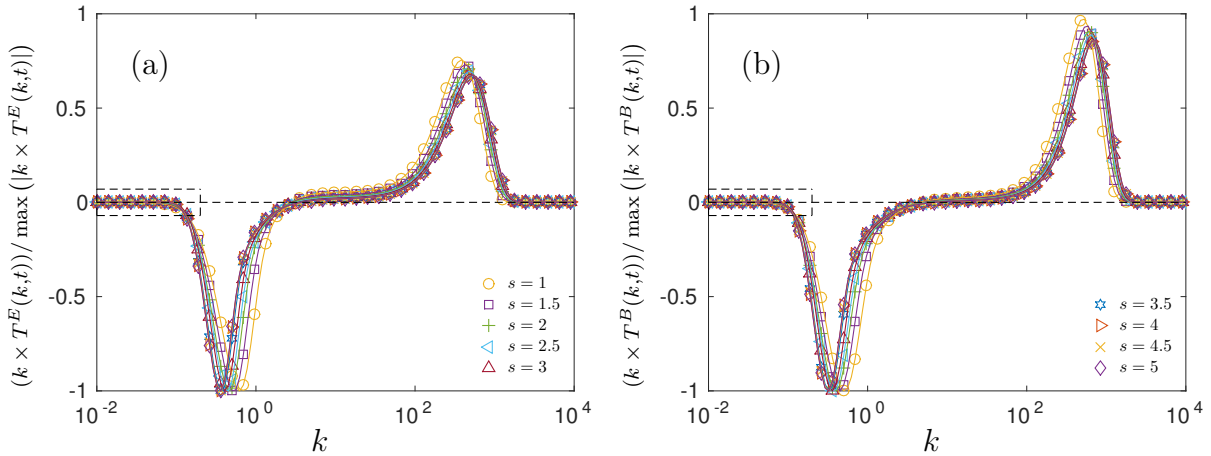 (a)
(k × T^E(k,t))/ max (|k × T^E(k,t)|)
1
0.5
0
-0.5
-1
10^-2
10^0
10^2
10^4
k
s = 1
s = 1.5
s = 2
s = 2.5
s = 3
(b)
(k × T^B(k,t))/ max (|k × T^B(k,t)|)
1
0.5
0
-0.5
-1
10^-2
10^0
10^2
10^4
k
s = 3.5
s = 4
s = 4.5
s = 5